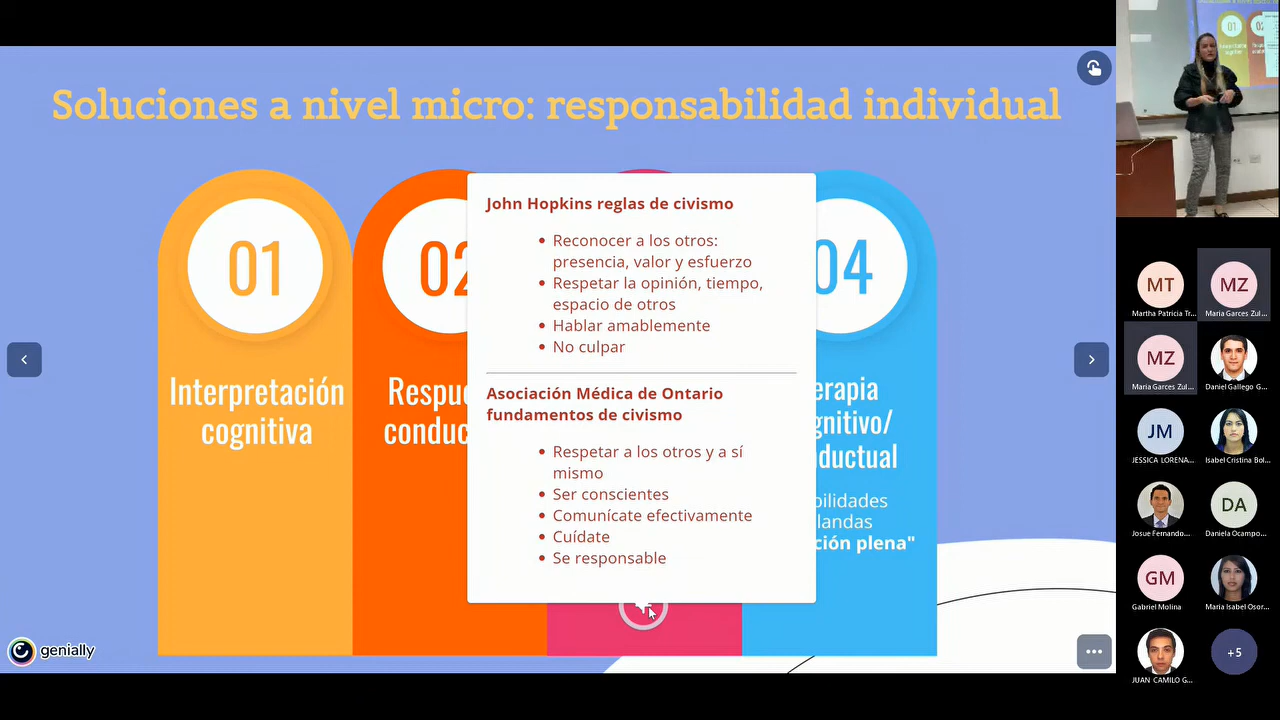 Soluciones a nivel micro: responsabilidad individual
01
Interpretación
cognitiva
02
John Hopkins reglas de civismo
• Reconocer a los otros:
presencia, valor y esfuerzo
• Respetar la opinión, tiempo,
espacio de otros
• Hablar amablemente
• No culpar
Asociación Médica de Ontario
fundamentos de civismo
• Respetar a los otros y a sí
mismo
• Ser conscientes
• Comunícate efectivamente
• Cuídate
• Se responsable
04
genially
MT
Martha Patricia Tr...
MZ
Maria Garces Zul...
MZ
Maria Garces Zul...
Daniel Gallego G...
JM
JESSICA LORENA...
Isabel Cristina Bol...
Josue Fernando...
DA
Daniela Ocampo...
GM
Gabriel Molina
Maria Isabel Osor...
JUAN CAMILO G...
+5